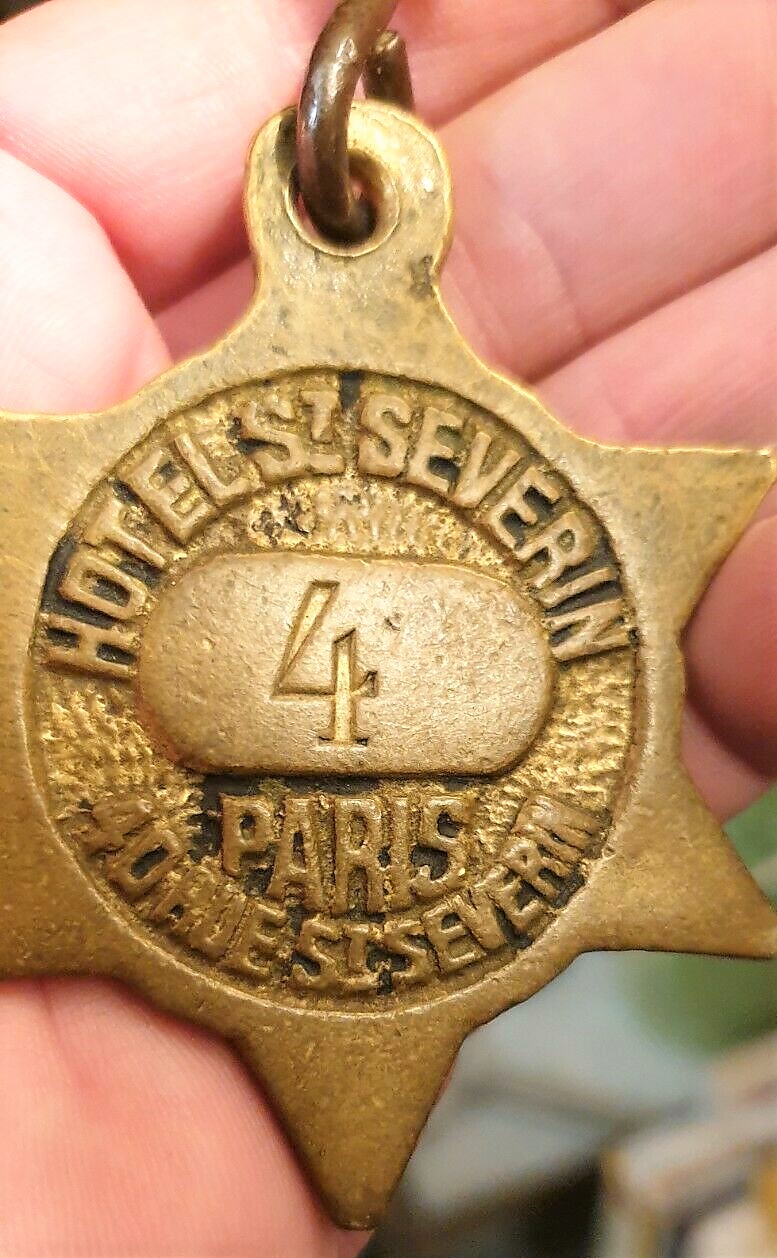 HOTEL ST SEVERIN
4
PARIS
40 RUE ST SEVERIN